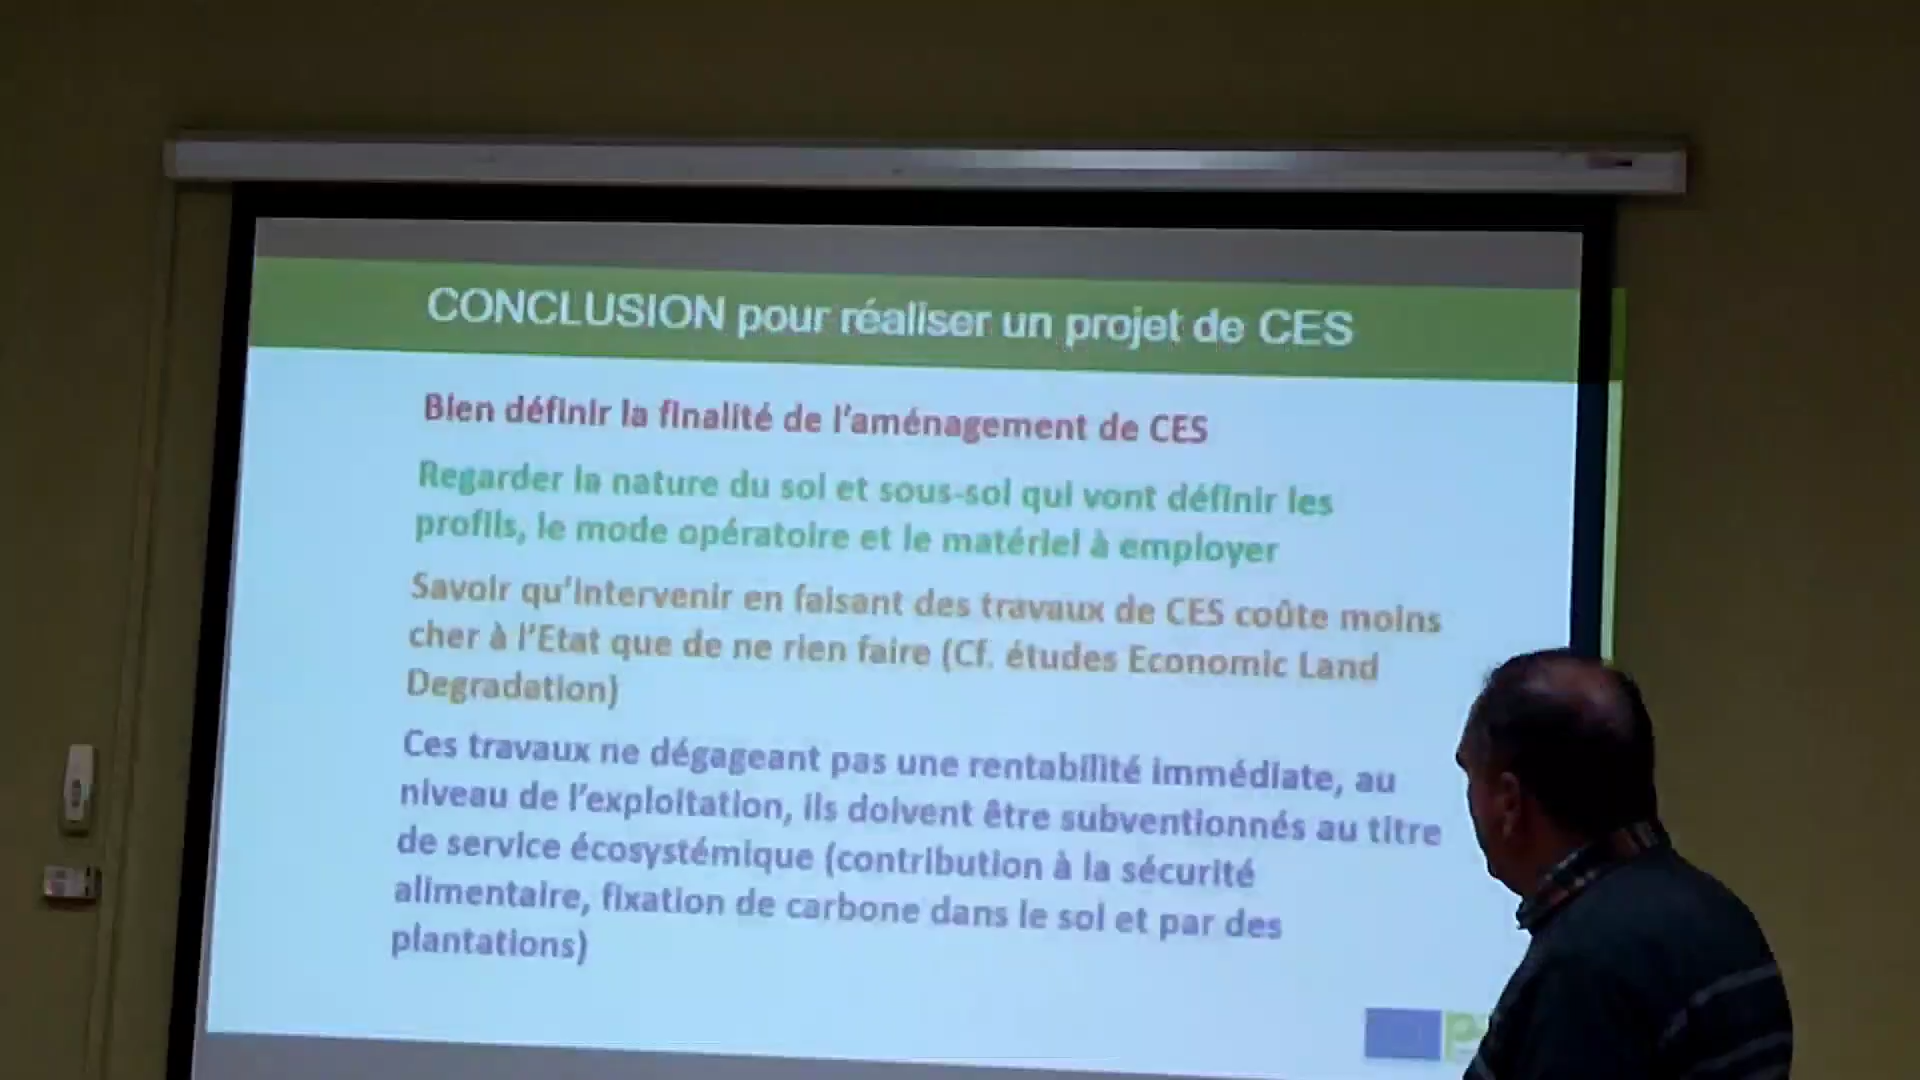 CONCLUSION pour réaliser un projet de CES
Bien définir la finalité de l'aménagement de CES
Regarder la nature du sol et sous-sol qui vont définir les
profils, le mode opératoire et le matériel à employer
Savoir qu'intervenir en faisant des travaux de CES coûte moins
cher à l'Etat que de ne rien faire (Cf. études Economic Land
Degradation)
Ces travaux ne dégageant pas une rentabilité immédiate, au
niveau de l'exploitation, ils doivent être subventionnés au titre
de service écosystémique (contribution à la sécurité
alimentaire, fixation de carbone dans le sol et par des
plantations)